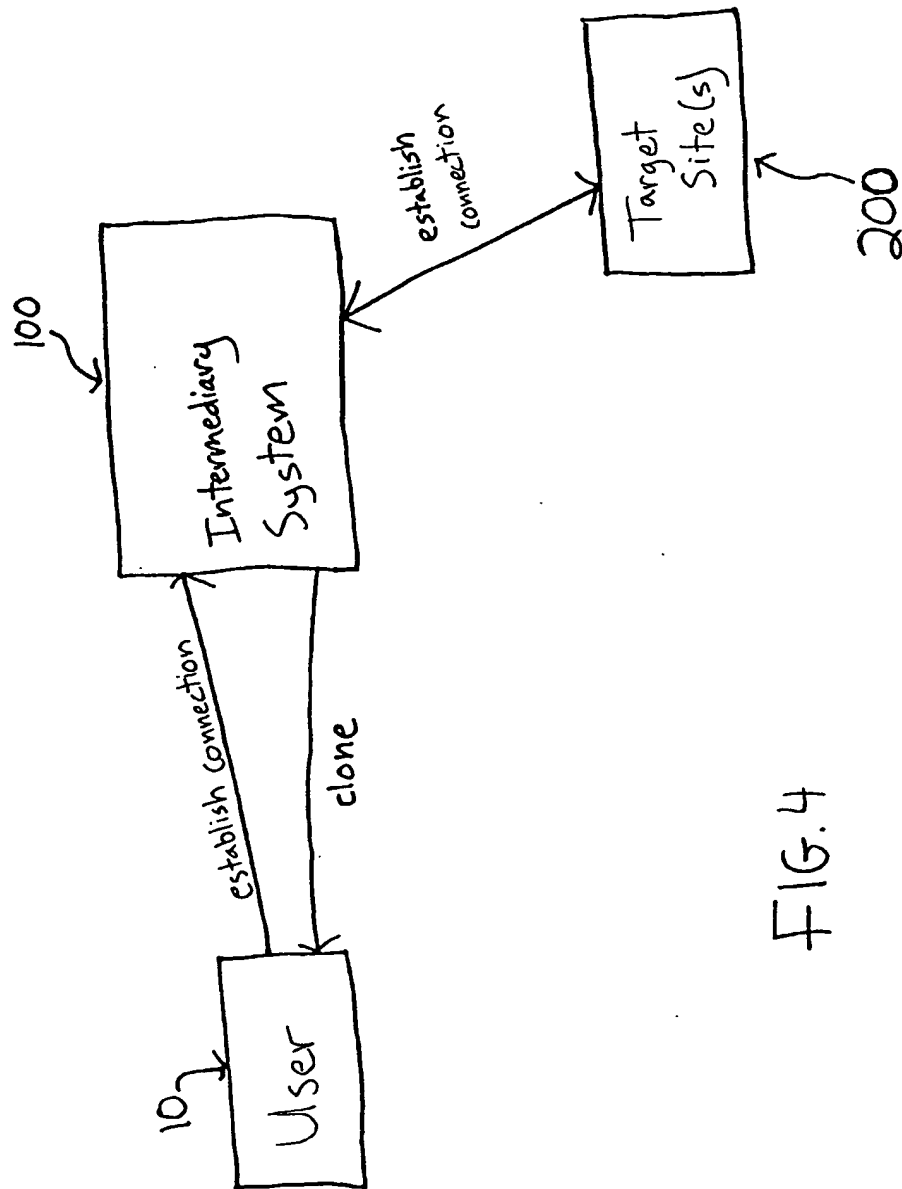 100
Intermediary
System
establish connection
clone
10
User
establish
connection
Target
Site(s)
200
FIG. 4